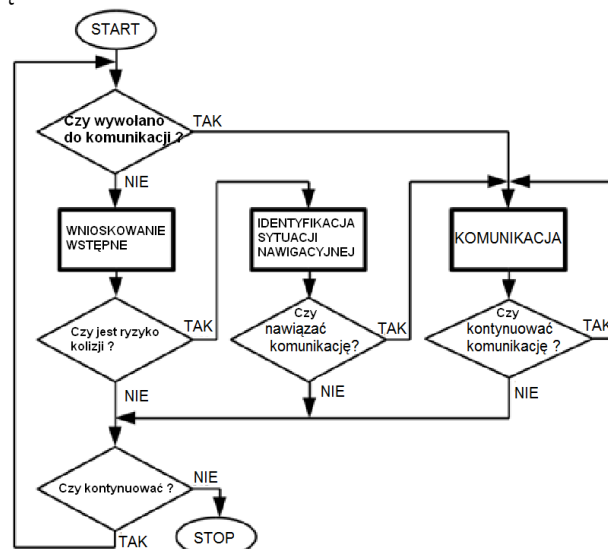 ę
START
Czy wywolano
do komunikacji ?
TAK
NIE
WNIOSKOWANIE
WSTĘPNE
IDENTYFIKACJA
SYTUACJI
NAWIGACYJNEJ
KOMUNIKACJA
Czy jest ryzyko
kolizji ?
TAK
Czy
nawiązać
komunikację?
TAK
Czy
kontynuować
komunikację ?
TAK
NIE
NIE
NIE
Czy kontynuować ?
NIE
TAK
STOP